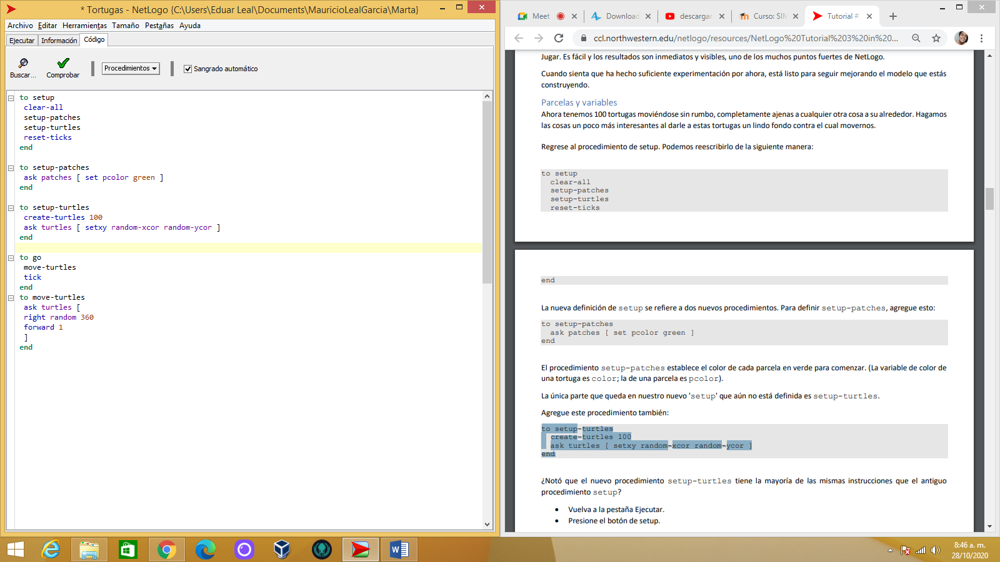 * Tortugas - NetLogo {C:\Users\Eduar Leal\Documents\MauricioLealGarcia\Marta}
Archivo Editar Herramientas Tamaño Pestañas Ayuda
Ejecutar Información Código
Buscar... Comprobar Procedimientos Sangrado automático
to setup
clear-all
setup-patches
setup-turtles
reset-ticks
end
to setup-patches
ask patches [ set pcolor green ]
end
to setup-turtles
create-turtles 100
ask turtles [ setxy random-xcor random-ycor ]
end
to go
move-turtles
tick
end
to move-turtles
ask turtles [
right random 360
forward 1
]
end
Meet Download descargar Curso: SIM Tutorial #
ccl.northwestern.edu/netlogo/resources/NetLogo%20Tutorial%203%20in%20...
Jugar. Es fácil y los resultados son inmediatos y visibles, uno de los muchos puntos fuertes de NetLogo.
Cuando sienta que ha hecho suficiente experimentación por ahora, está listo para seguir mejorando el modelo que estás
construyendo.
Parcelas y variables
Ahora tenemos 100 tortugas moviéndose sin rumbo, completamente ajenas a cualquier otra cosa a su alrededor. Hagamos
las cosas un poco más interesantes al darle a estas tortugas un lindo fondo contra el cual movernos.
Regrese al procedimiento de setup. Podemos reescribirlo de la siguiente manera:
to setup
clear-all
setup-patches
setup-turtles
reset-ticks
end
La nueva definición de setup se refiere a dos nuevos procedimientos. Para definir setup-patches, agregue esto:
to setup-patches
ask patches [ set pcolor green ]
end
El procedimiento setup-patches establece el color de cada parcela en verde para comenzar. (La variable de color de
una tortuga es color; la de una parcela es pcolor).
La única parte que queda en nuestro nuevo 'setup' que aún no está definida es setup-turtles.
Agregue este procedimiento también:
to setup-turtles
create-turtles 100
ask turtles [ setxy random-xcor random-ycor ]
end
¿Notó que el nuevo procedimiento setup-turtles tiene la mayoría de las mismas instrucciones que el antiguo
procedimiento setup?
• Vuelva a la pestaña Ejecutar.
• Presione el botón de setup.
8:46 a. m.
28/10/2020